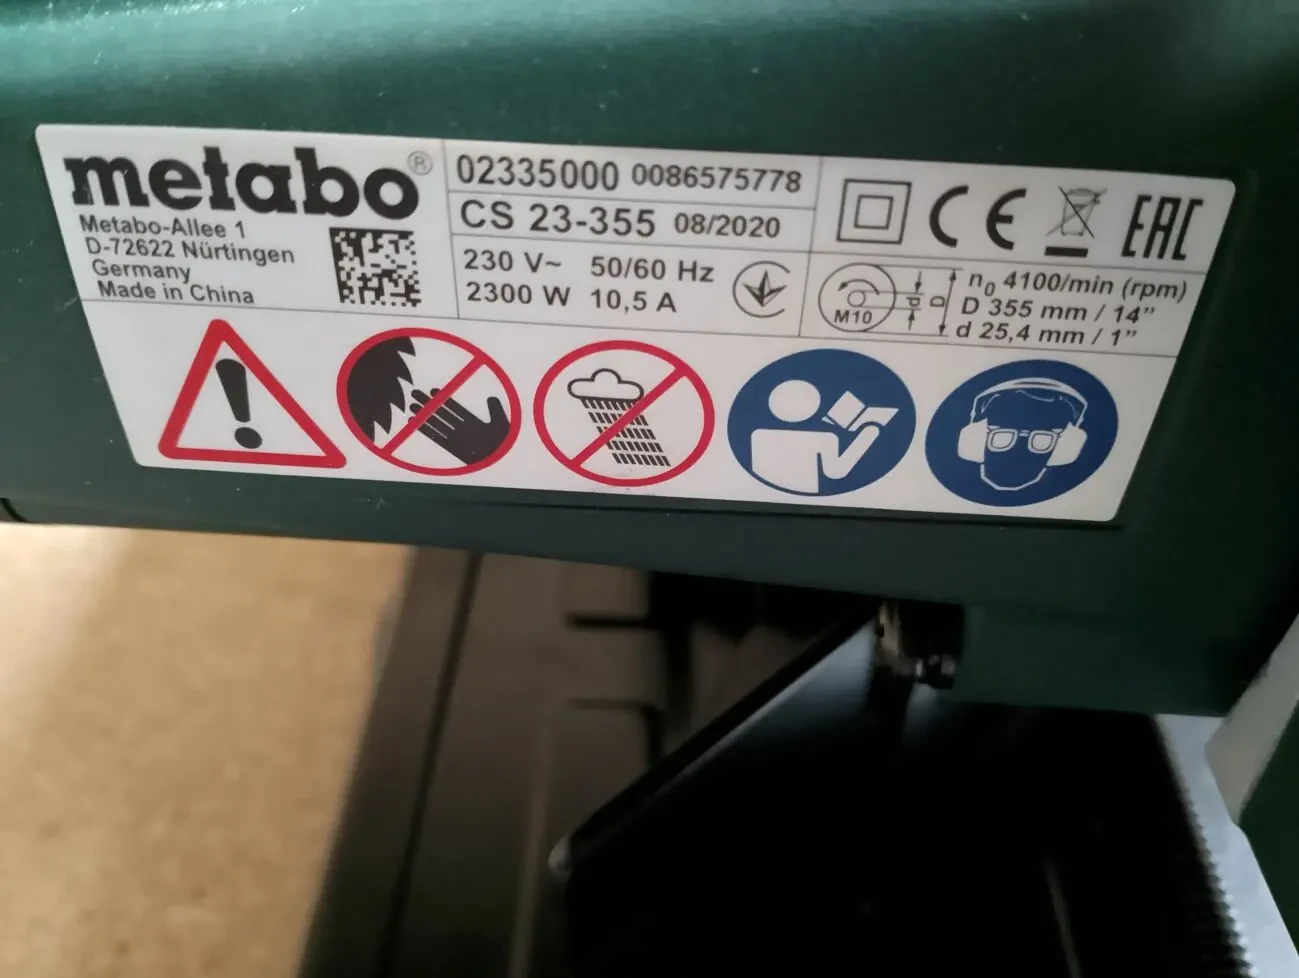 metabo®
Metabo-Allee 1
D-72622 Nürtingen
Germany
Made in China
02335000 0086575778
CS 23-355 08/2020
230 V~ 50/60 Hz
2300 W 10,5 A
CE EAC
M10
d D
n₀ 4100/min (rpm)
D 355 mm / 14"
d 25,4 mm / 1"